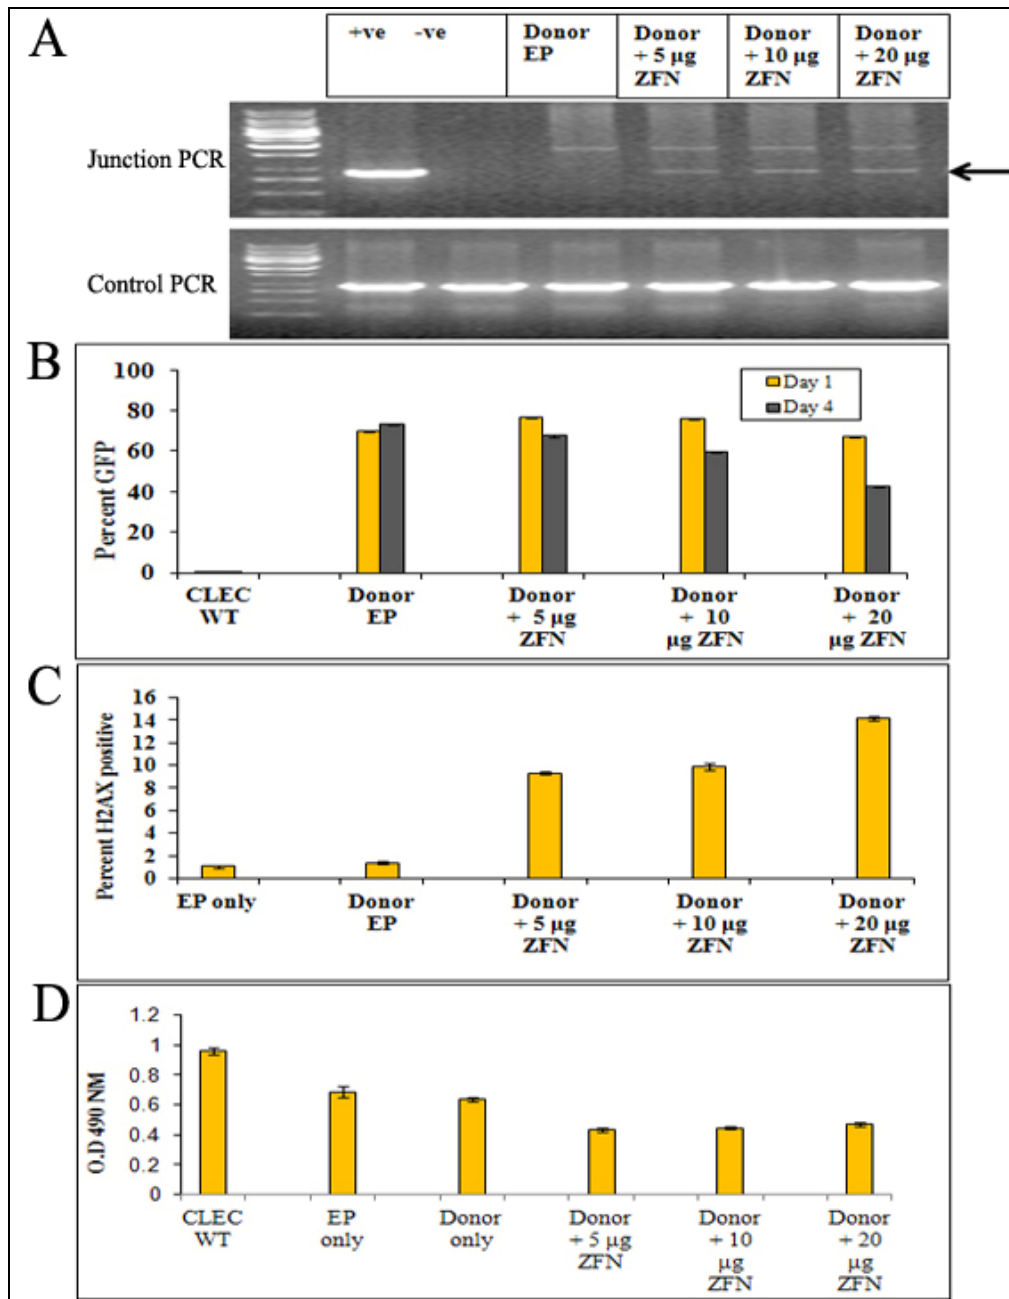 A
+ve -ve
Donor
EP
Donor
+ 5 µg
ZFN
Donor
+ 10 µg
ZFN
Donor
+ 20 µg
ZFN
Junction PCR
Control PCR
B
Percent GFP
100
80
60
40
20
0
Day 1
Day 4
CLEC
WT
Donor
EP
Donor
+ 5 µg
ZFN
Donor
+ 10
µg ZFN
Donor
+ 20
µg ZFN
C
Percent H2AX positive
16
14
12
10
8
6
4
2
0
EP only
Donor
EP
Donor
+ 5 µg
ZFN
Donor
+ 10 µg
ZFN
Donor
+ 20 µg
ZFN
D
O.D 490 NM
1.2
1
0.8
0.6
0.4
0.2
0
CLEC
WT
EP
only
Donor
only
Donor
+ 5 µg
ZFN
Donor
+ 10
µg
ZFN
Donor
+ 20
µg
ZFN